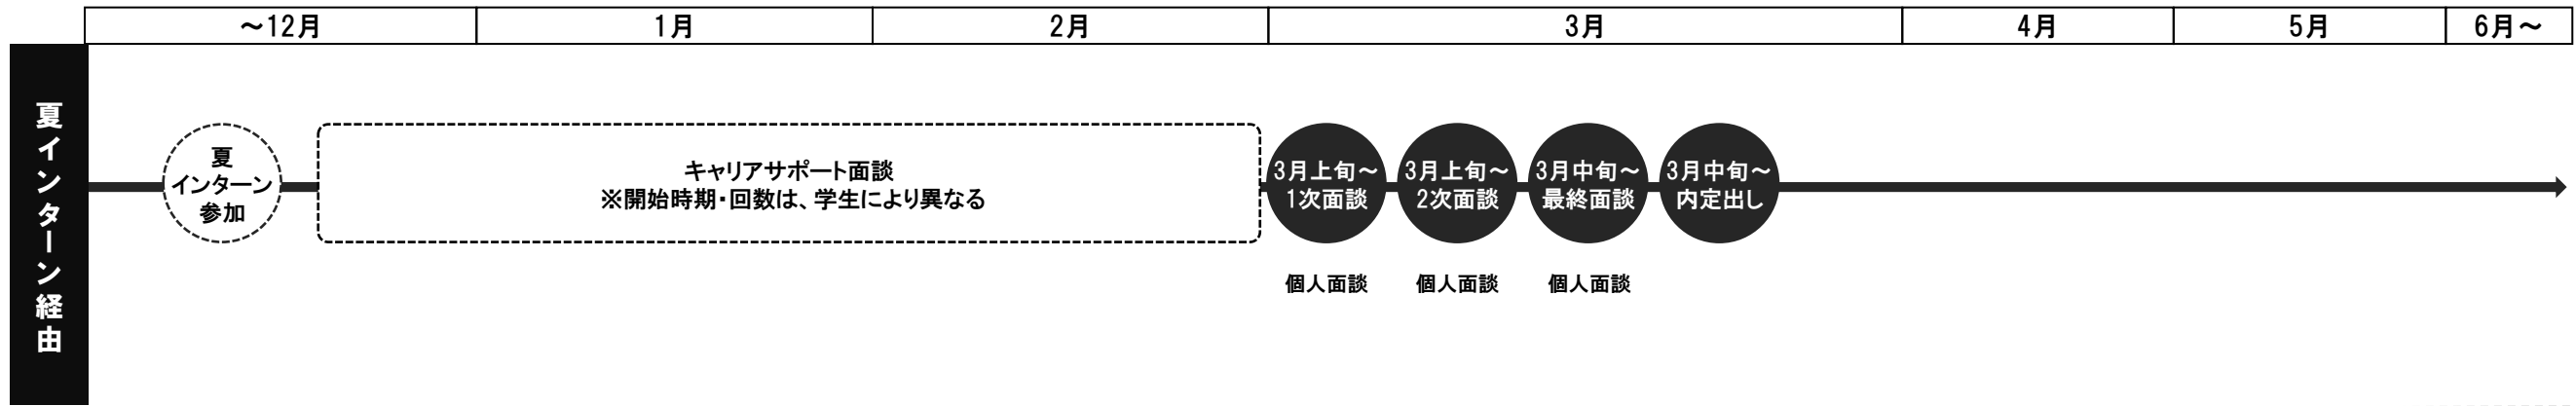 ～12月
1月
2月
3月
4月
5月
6月～
夏インターン経由
夏
インターン
参加
キャリアサポート面談
※開始時期・回数は、学生により異なる
3月上旬～
1次面談
3月上旬～
2次面談
3月中旬～
最終面談
3月中旬～
内定出し
個人面談
個人面談
個人面談